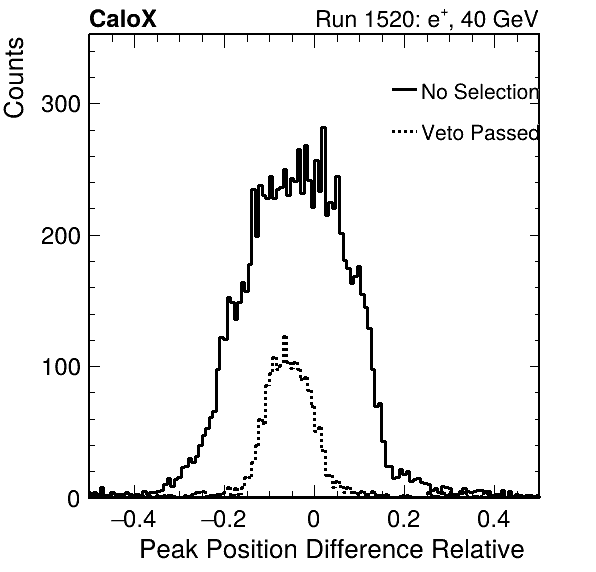 CaloX
Run 1520: e⁺, 40 GeV
Counts
No Selection
Veto Passed
300
200
100
0
−0.4 −0.2 0 0.2 0.4
Peak Position Difference Relative